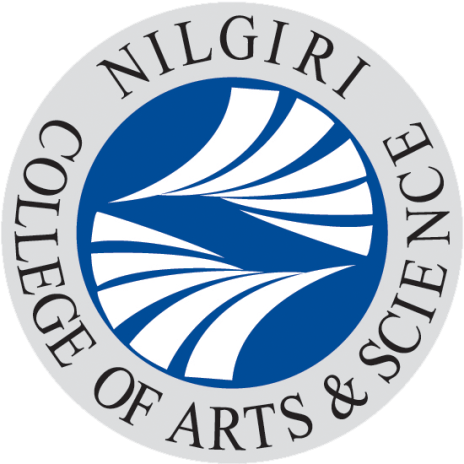 NILGIRI
COLLEGE OF ARTS & SCIENCE